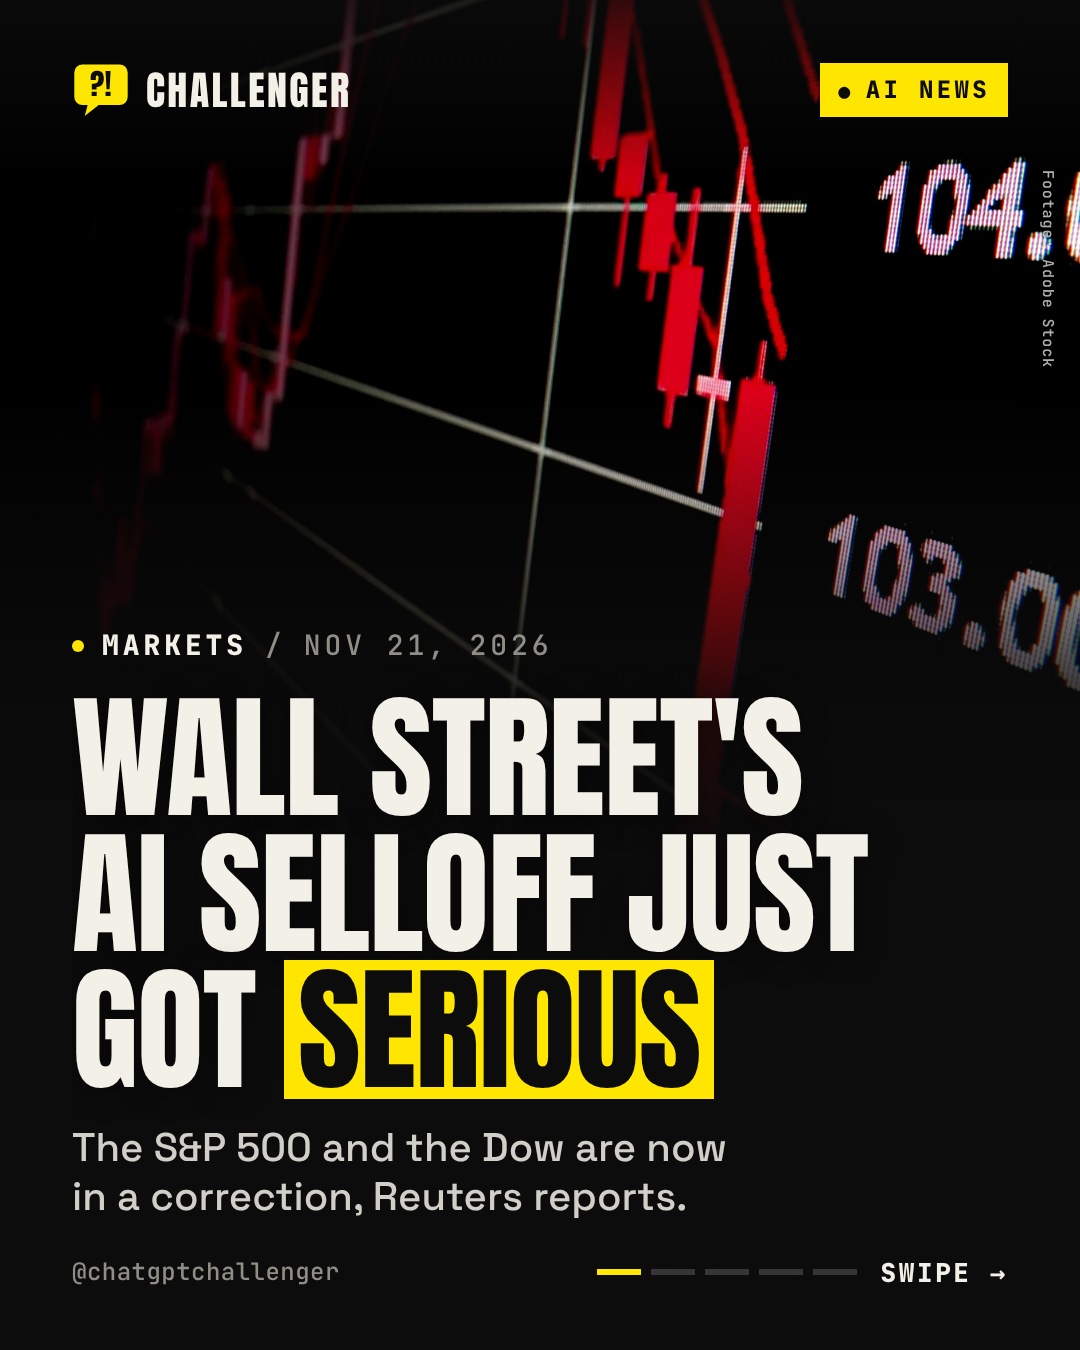 ?! CHALLENGER
● AI NEWS
104.
Footage: Adobe Stock
103.00
MARKETS / NOV 21, 2026
WALL STREET'S
AI SELLOFF JUST
GOT SERIOUS
The S&P 500 and the Dow are now
in a correction, Reuters reports.
@chatgptchallenger
SWIPE →